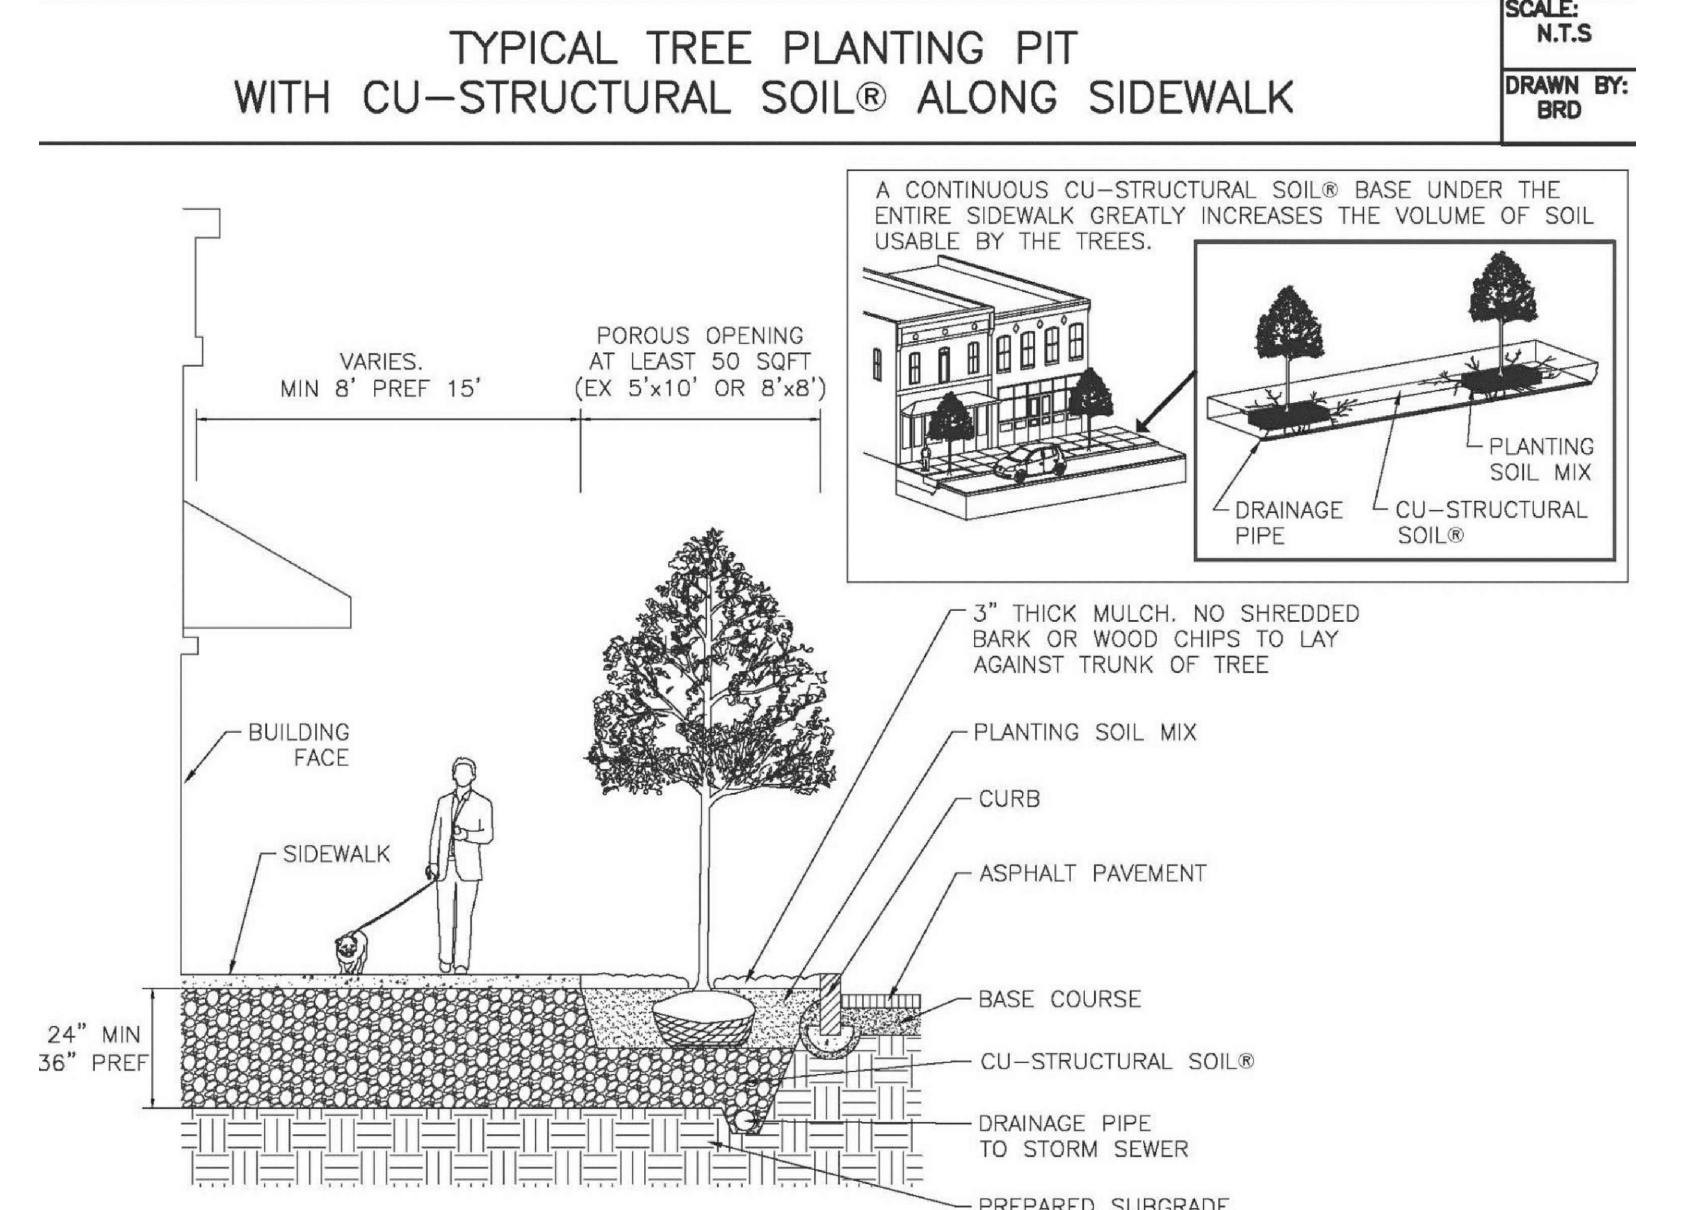 SCALE:
N.T.S
TYPICAL TREE PLANTING PIT
WITH CU-STRUCTURAL SOIL® ALONG SIDEWALK
DRAWN BY:
BRD
A CONTINUOUS CU-STRUCTURAL SOIL® BASE UNDER THE
ENTIRE SIDEWALK GREATLY INCREASES THE VOLUME OF SOIL
USABLE BY THE TREES.
PLANTING
SOIL MIX
DRAINAGE
PIPE
CU-STRUCTURAL
SOIL®
VARIES.
MIN 8' PREF 15'
POROUS OPENING
AT LEAST 50 SQFT
(EX 5'x10' OR 8'x8')
3" THICK MULCH. NO SHREDDED
BARK OR WOOD CHIPS TO LAY
AGAINST TRUNK OF TREE
BUILDING
FACE
PLANTING SOIL MIX
CURB
SIDEWALK
ASPHALT PAVEMENT
BASE COURSE
24" MIN
36" PREF
CU-STRUCTURAL SOIL®
DRAINAGE PIPE
TO STORM SEWER
PREPARED SUBGRADE